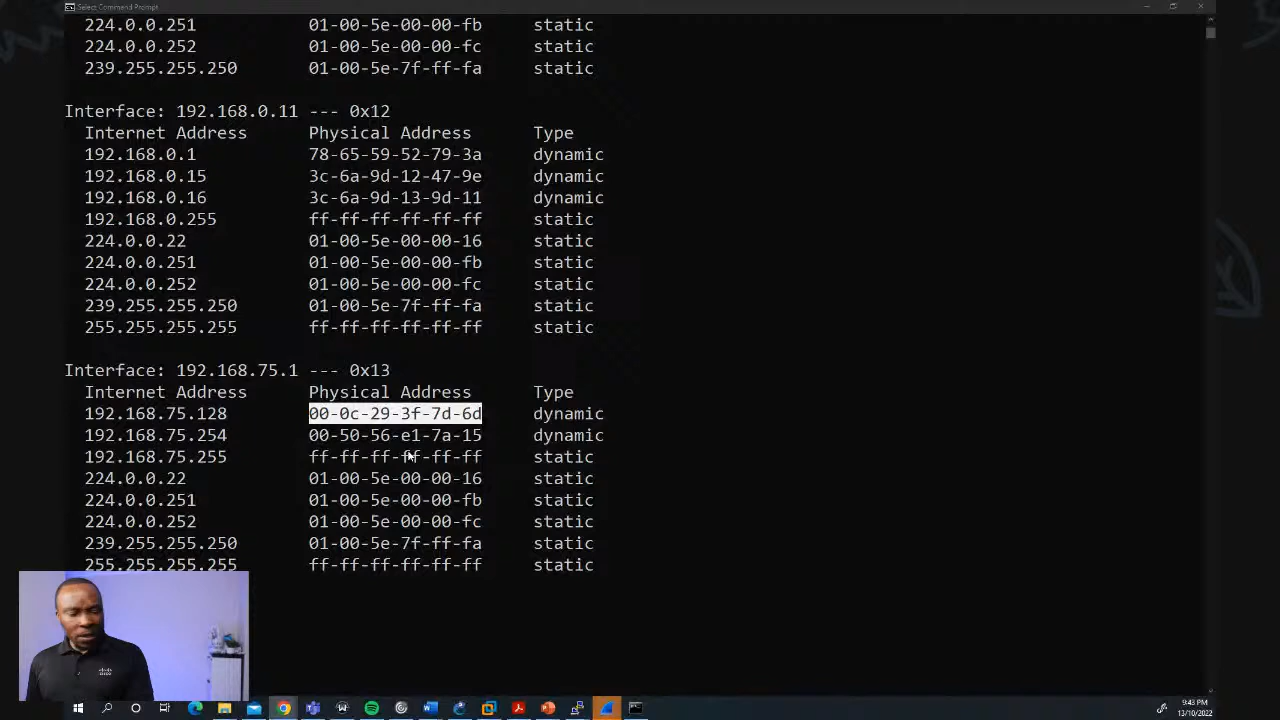 Select Command Prompt
224.0.0.251 01-00-5e-00-00-fb static
224.0.0.252 01-00-5e-00-00-fc static
239.255.255.250 01-00-5e-7f-ff-fa static
Interface: 192.168.0.11 --- 0x12
Internet Address Physical Address Type
192.168.0.1 78-65-59-52-79-3a dynamic
192.168.0.15 3c-6a-9d-12-47-9e dynamic
192.168.0.16 3c-6a-9d-13-9d-11 dynamic
192.168.0.255 ff-ff-ff-ff-ff-ff static
224.0.0.22 01-00-5e-00-00-16 static
224.0.0.251 01-00-5e-00-00-fb static
224.0.0.252 01-00-5e-00-00-fc static
239.255.255.250 01-00-5e-7f-ff-fa static
255.255.255.255 ff-ff-ff-ff-ff-ff static
Interface: 192.168.75.1 --- 0x13
Internet Address Physical Address Type
192.168.75.128 00-0c-29-3f-7d-6d dynamic
192.168.75.254 00-50-56-e1-7a-15 dynamic
192.168.75.255 ff-ff-ff-ff-ff-ff static
224.0.0.22 01-00-5e-00-00-16 static
224.0.0.251 01-00-5e-00-00-fb static
224.0.0.252 01-00-5e-00-00-fc static
239.255.255.250 01-00-5e-7f-ff-fa static
255.255.255.255 ff-ff-ff-ff-ff-ff static
9:43 PM
13/10/2022